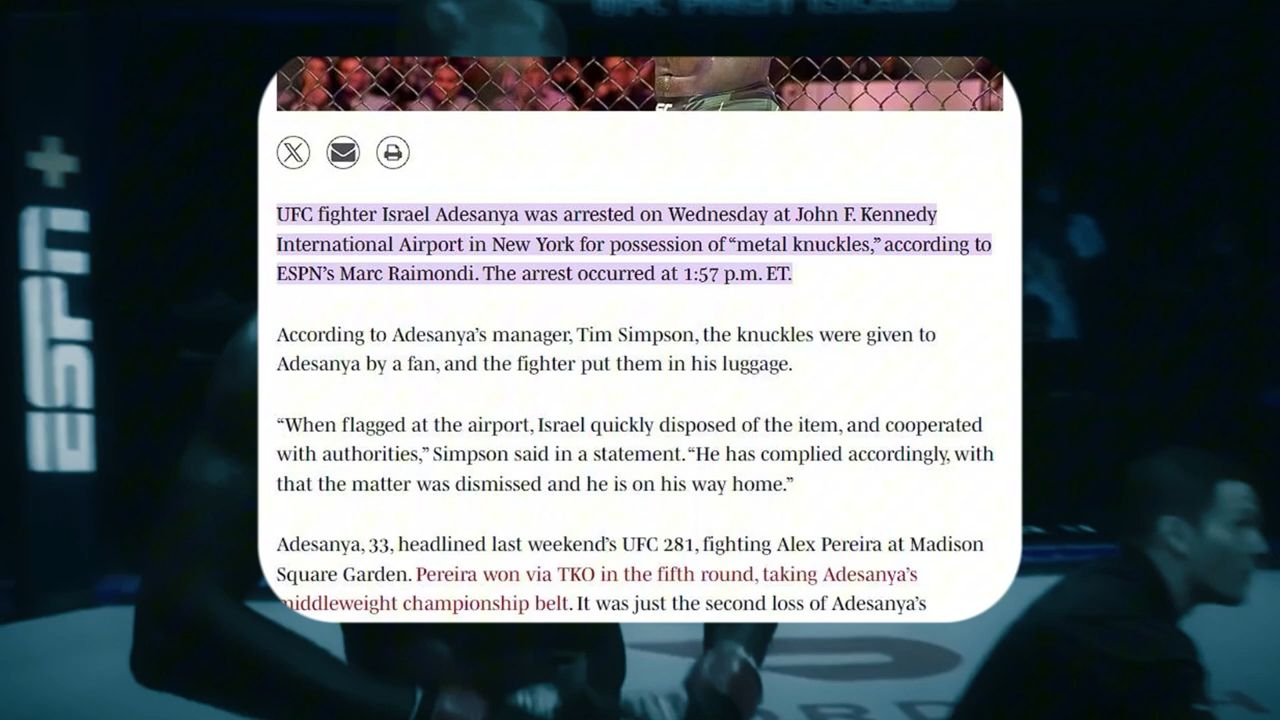 ESPN+
UFC fighter Israel Adesanya was arrested on Wednesday at John F. Kennedy
International Airport in New York for possession of “metal knuckles,” according to
ESPN’s Marc Raimondi. The arrest occurred at 1:57 p.m. ET.
According to Adesanya’s manager, Tim Simpson, the knuckles were given to
Adesanya by a fan, and the fighter put them in his luggage.
“When flagged at the airport, Israel quickly disposed of the item, and cooperated
with authorities,” Simpson said in a statement. “He has complied accordingly, with
that the matter was dismissed and he is on his way home.”
Adesanya, 33, headlined last weekend’s UFC 281, fighting Alex Pereira at Madison
Square Garden. Pereira won via TKO in the fifth round, taking Adesanya’s
middleweight championship belt. It was just the second loss of Adesanya’s